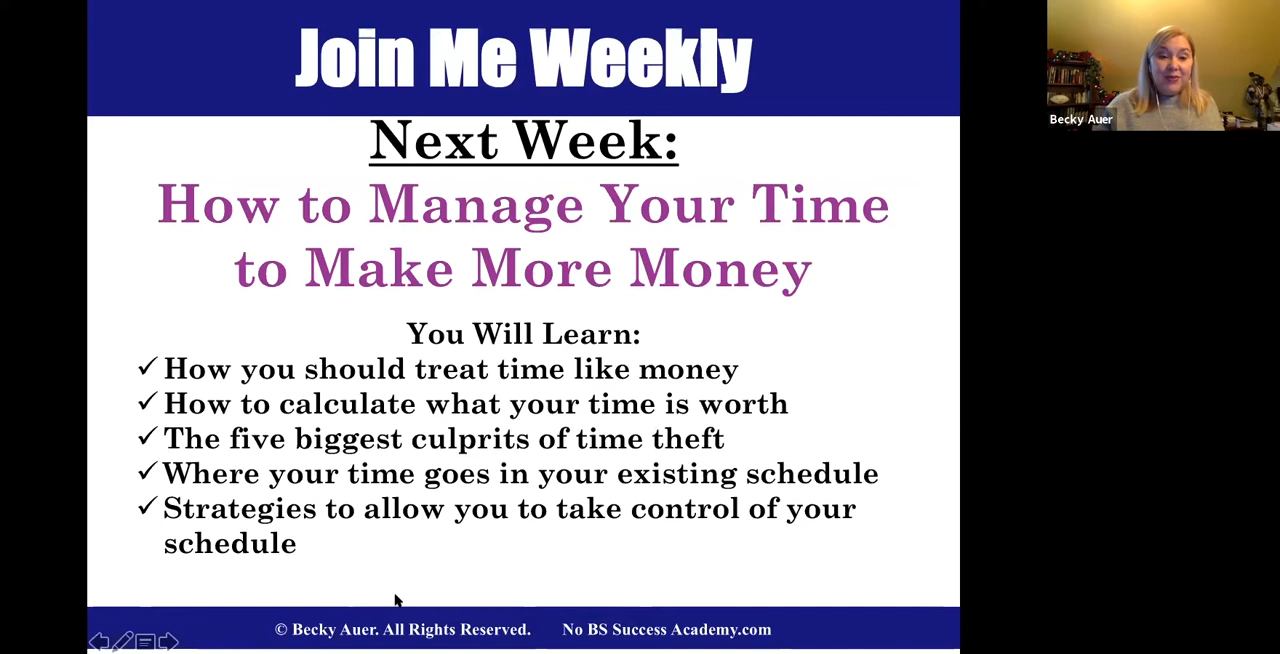 Join Me Weekly
Next Week:
How to Manage Your Time
to Make More Money
You Will Learn:
✓ How you should treat time like money
✓ How to calculate what your time is worth
✓ The five biggest culprits of time theft
✓ Where your time goes in your existing schedule
✓ Strategies to allow you to take control of your
schedule
© Becky Auer. All Rights Reserved. No BS Success Academy.com
Becky Auer